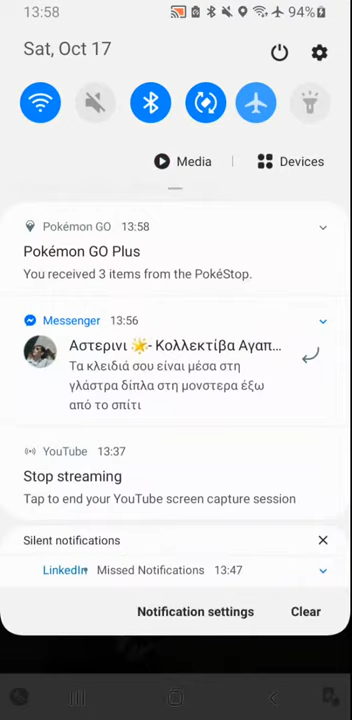 13:58
94%
Sat, Oct 17
Media
Devices
Pokémon GO 13:58
Pokémon GO Plus
You received 3 items from the PokéStop.
Messenger 13:56
Αστερινι 🌟- Κολλεκτίβα Αγαπ...
Τα κλειδιά σου είναι μέσα στη
γλάστρα δίπλα στη μονστερα έξω
από το σπίτι
YouTube 13:37
Stop streaming
Tap to end your YouTube screen capture session
Silent notifications
LinkedIn Missed Notifications 13:47
Notification settings
Clear